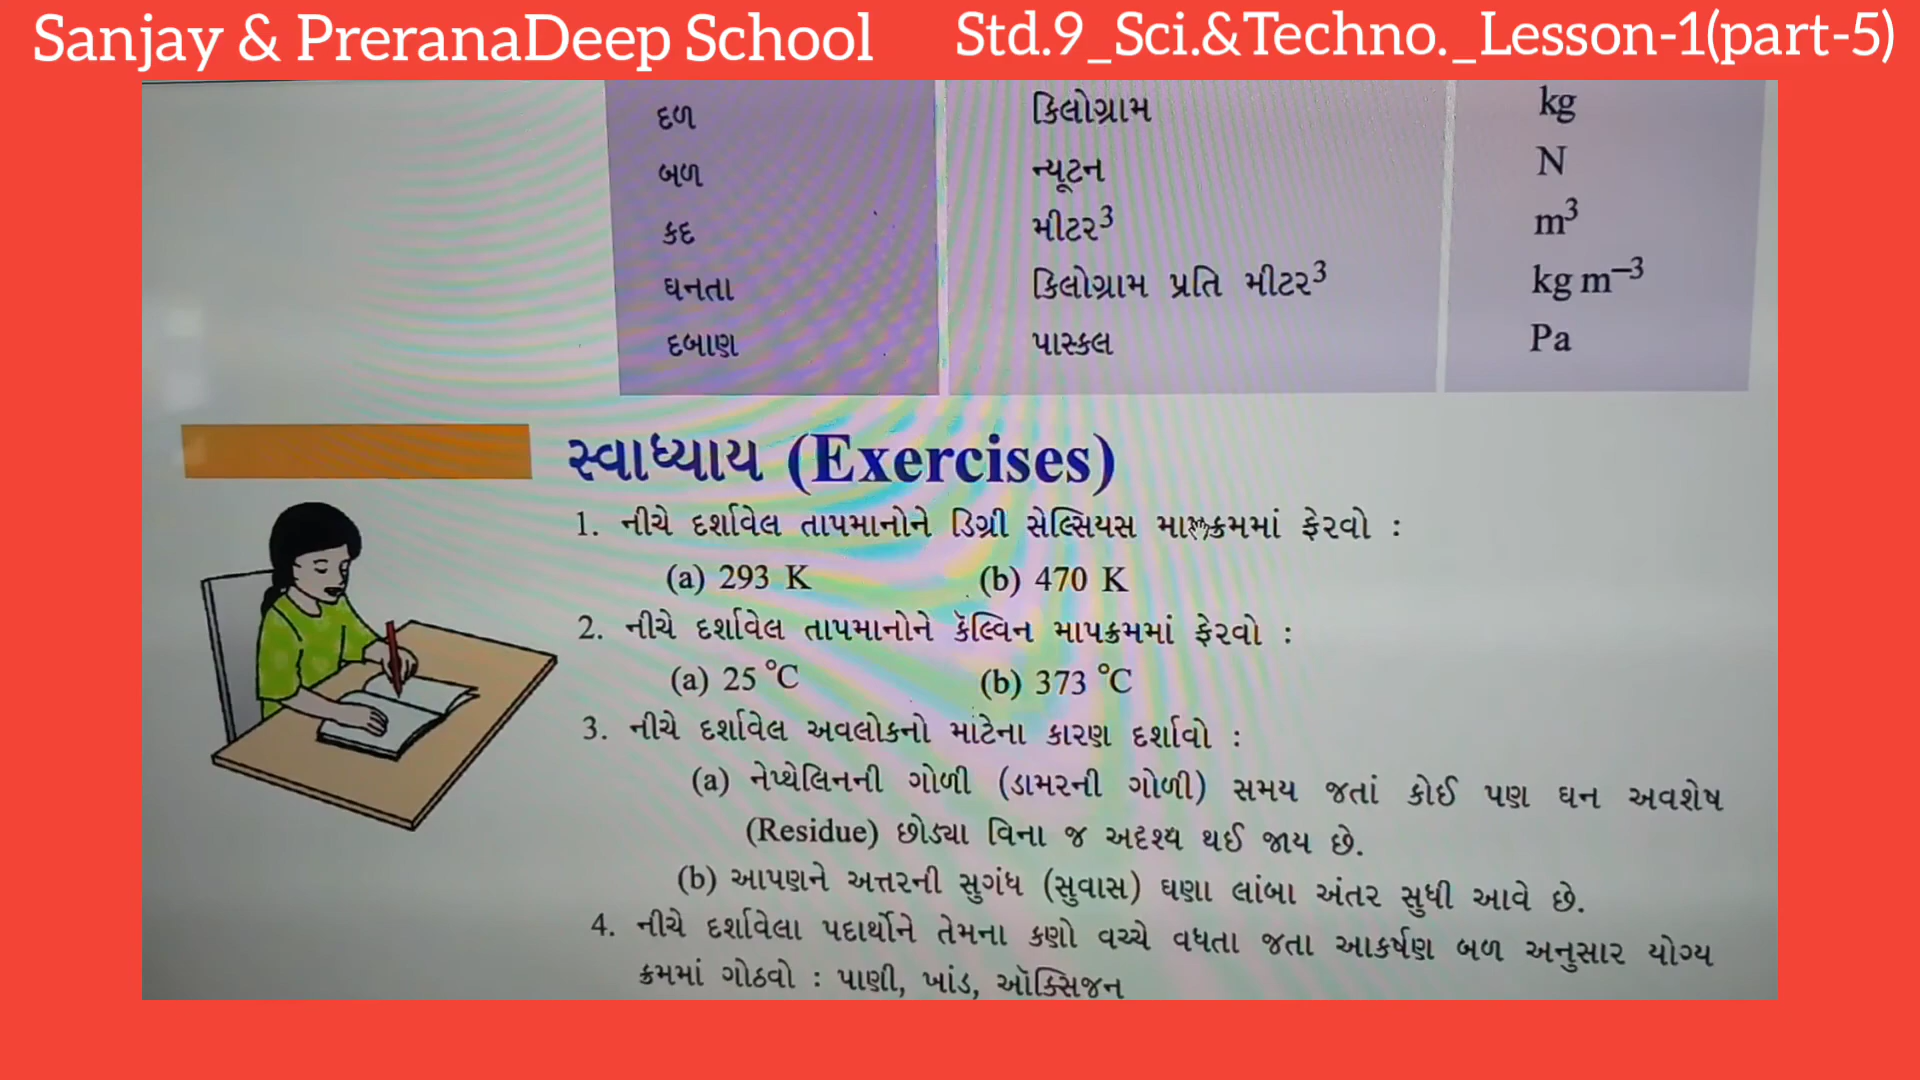 Sanjay & PreranaDeep School Std.9_Sci.&Techno._Lesson-1(part-5)
દળ કિલોગ્રામ kg
બળ ન્યૂટન N
કદ મીટર³ m³
ઘનતા કિલોગ્રામ પ્રતિ મીટર³ kg m⁻³
દબાણ પાસ્કલ Pa
સ્વાધ્યાય (Exercises)
1. નીચે દર્શાવેલ તાપમાનોને ડિગ્રી સેલ્સિયસ માપક્રમમાં ફેરવો :
(a) 293 K (b) 470 K
2. નીચે દર્શાવેલ તાપમાનોને કૅલ્વિન માપક્રમમાં ફેરવો :
(a) 25 °C (b) 373 °C
3. નીચે દર્શાવેલ અવલોકનો માટેના કારણ દર્શાવો :
(a) નેપ્થેલિનની ગોળી (ડામરની ગોળી) સમય જતાં કોઈ પણ ઘન અવશેષ
(Residue) છોડ્યા વિના જ અદૃશ્ય થઈ જાય છે.
(b) આપણને અત્તરની સુગંધ (સુવાસ) ઘણા લાંબા અંતર સુધી આવે છે.
4. નીચે દર્શાવેલા પદાર્થોને તેમના કણો વચ્ચે વધતા જતા આકર્ષણ બળ અનુસાર યોગ્ય
ક્રમમાં ગોઠવો : પાણી, ખાંડ, ઑક્સિજન